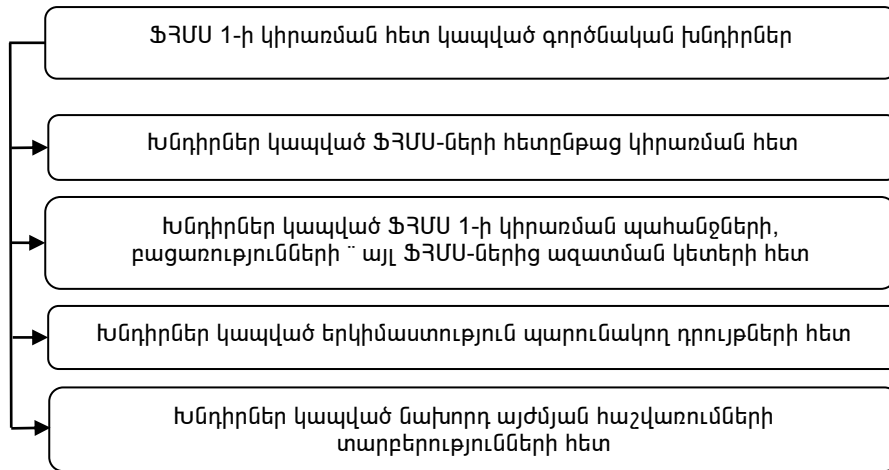 ՖՀՄՍ 1-ի կիրառման հետ կապված գործնական խնդիրներ
Խնդիրներ կապված ՖՀՄՍ-ների հետընթաց կիրառման հետ
Խնդիրներ կապված ՖՀՄՍ 1-ի կիրառման պահանջների,
բացառությունների ¨ այլ ՖՀՄՍ-ներից ազատման կետերի հետ
Խնդիրներ կապված երկիմաստություն պարունակող դրույթների հետ
Խնդիրներ կապված նախորդ այժմյան հաշվառումների
տարբերությունների հետ